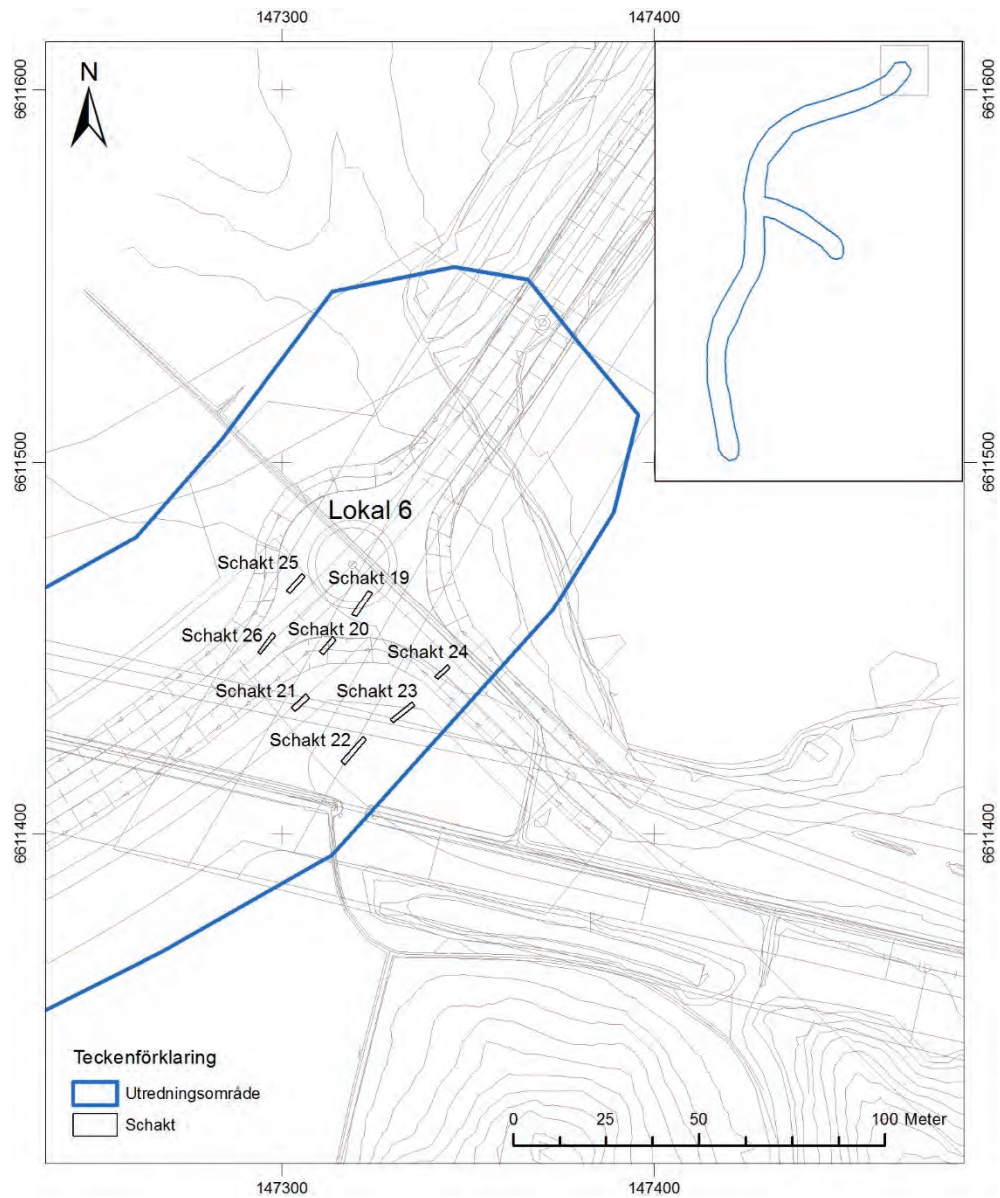 147300
147400
N
6611600
6611600
6611500
6611500
Lokal 6
Schakt 25
Schakt 19
Schakt 26
Schakt 20
Schakt 24
Schakt 21
Schakt 23
Schakt 22
6611400
6611400
Teckenförklaring
Utredningsområde
Schakt
0 25 50 100 Meter
147300
147400